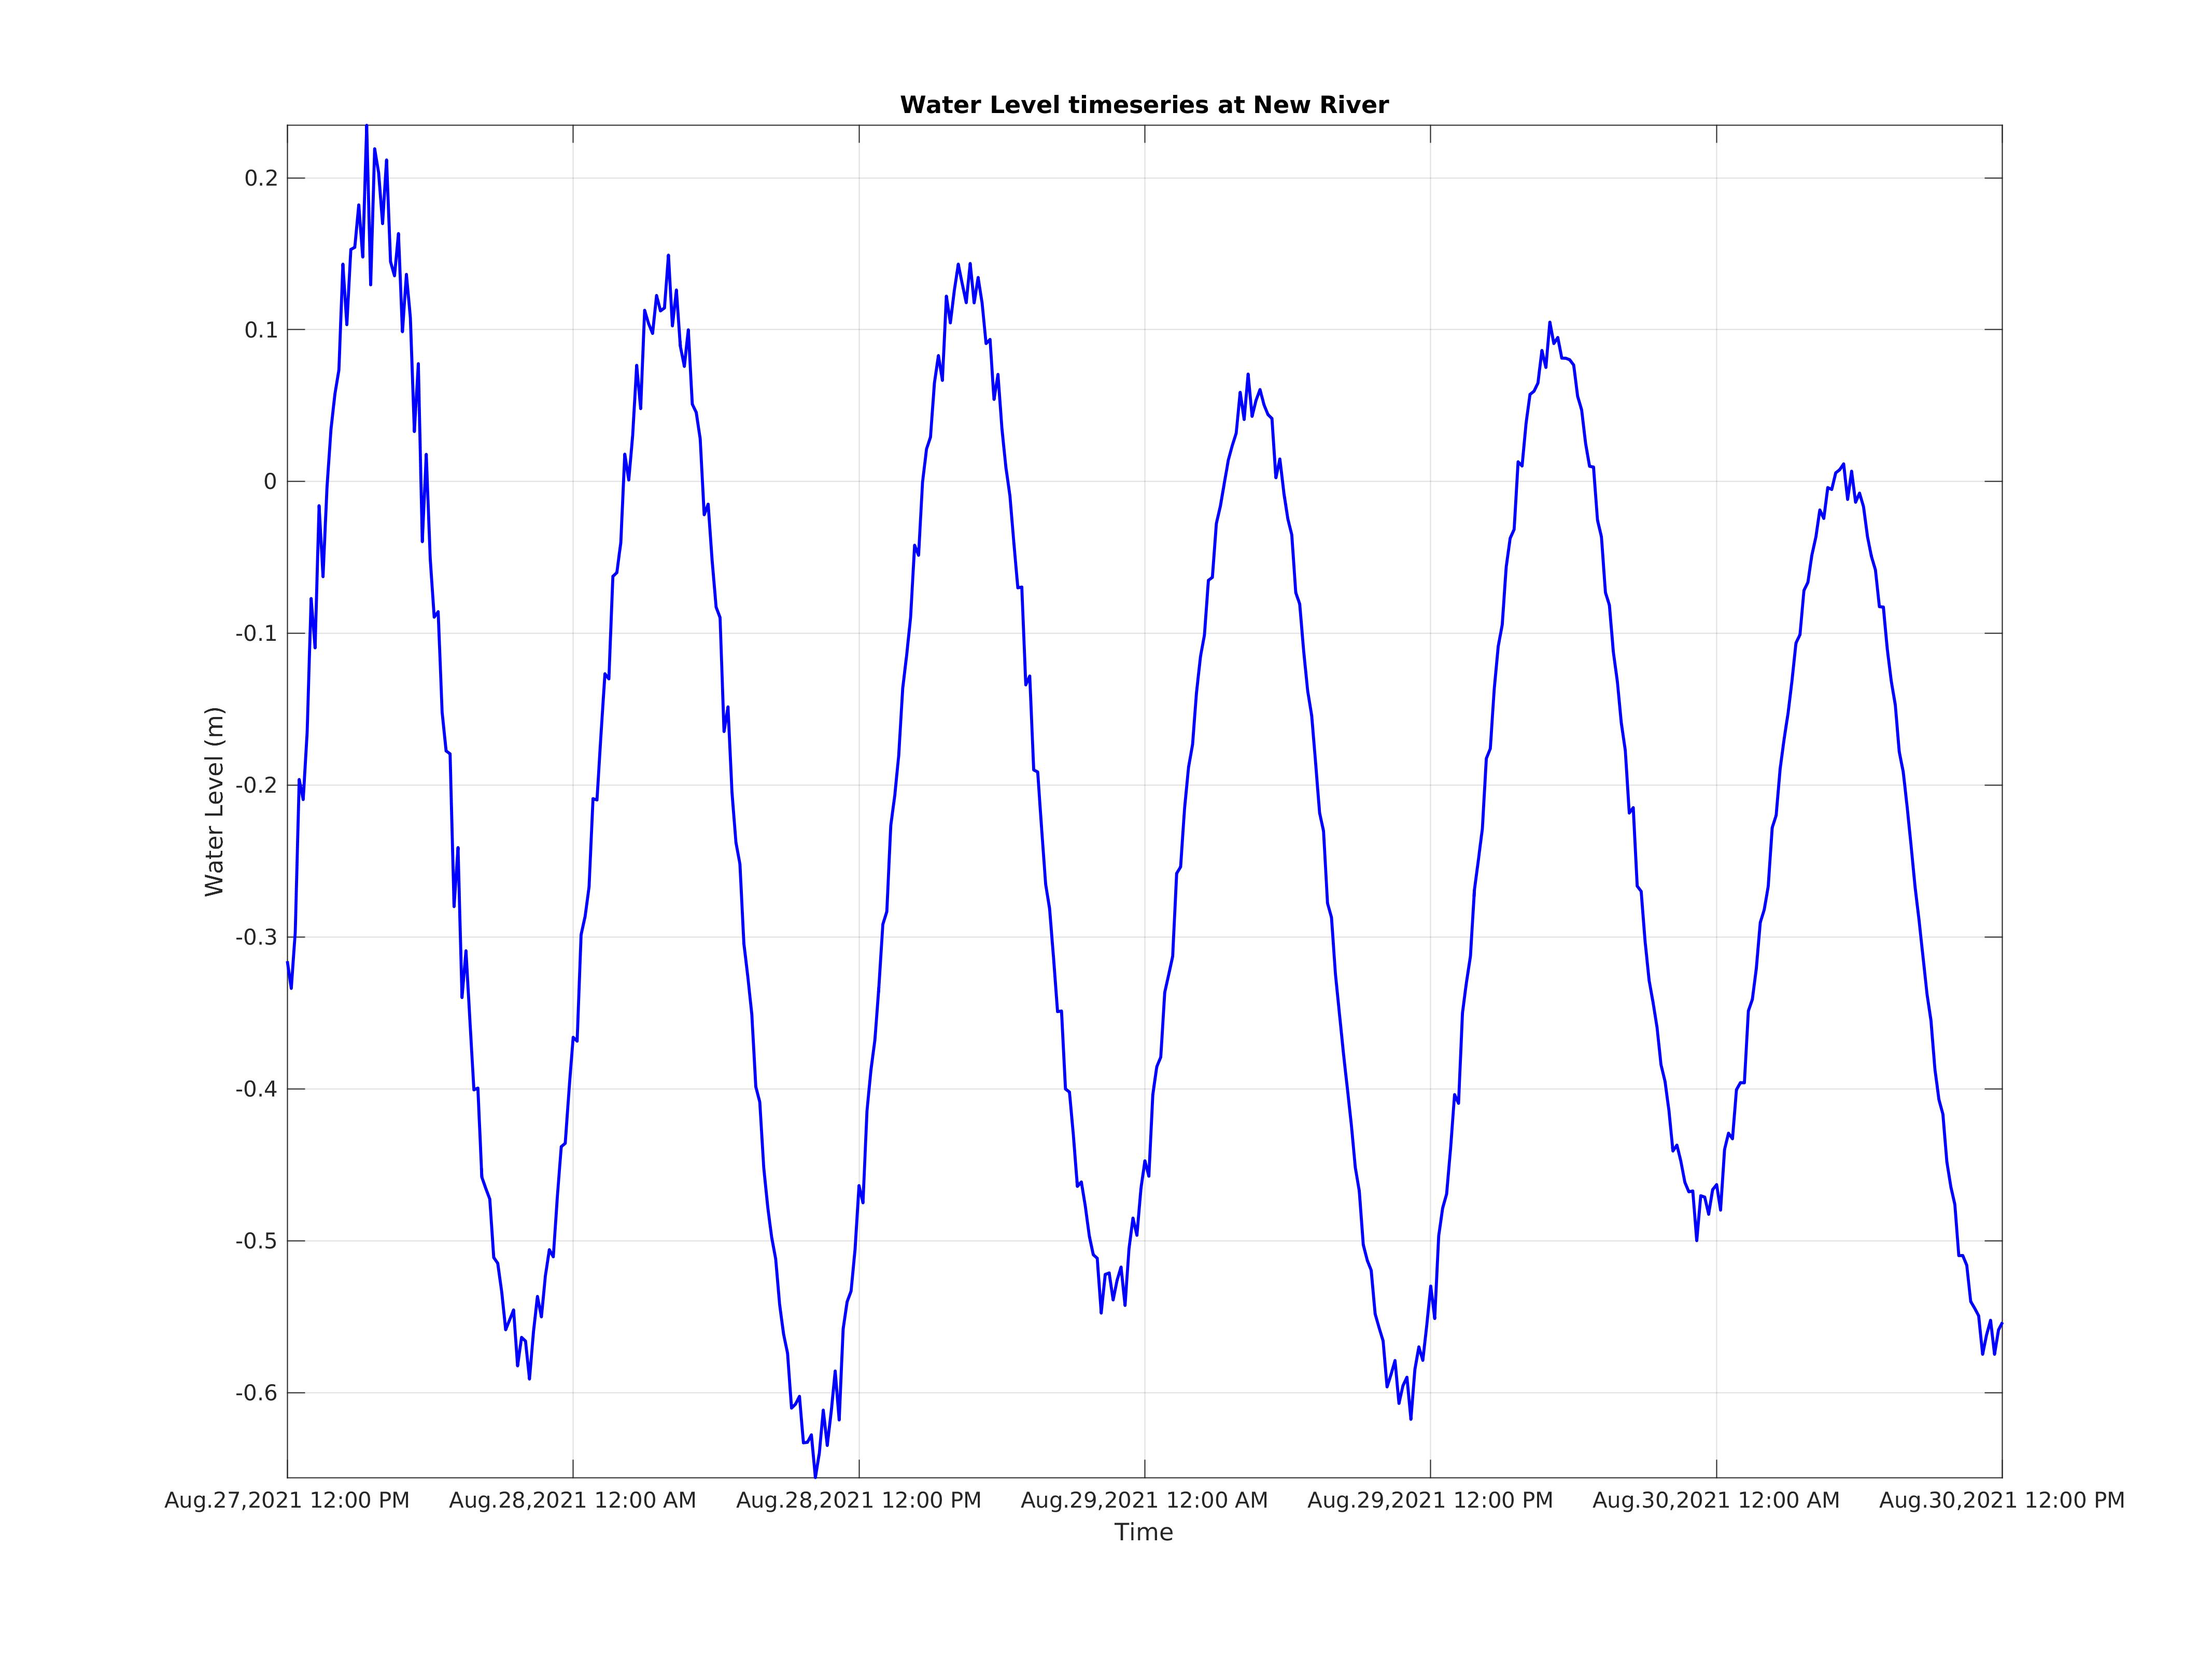 Water Level timeseries at New River
0.2
0.1
0
-0.1
-0.2
-0.3
-0.4
-0.5
-0.6
Water Level (m)
Aug.27,2021 12:00 PM Aug.28,2021 12:00 AM Aug.28,2021 12:00 PM Aug.29,2021 12:00 AM Aug.29,2021 12:00 PM Aug.30,2021 12:00 AM Aug.30,2021 12:00 PM
Time